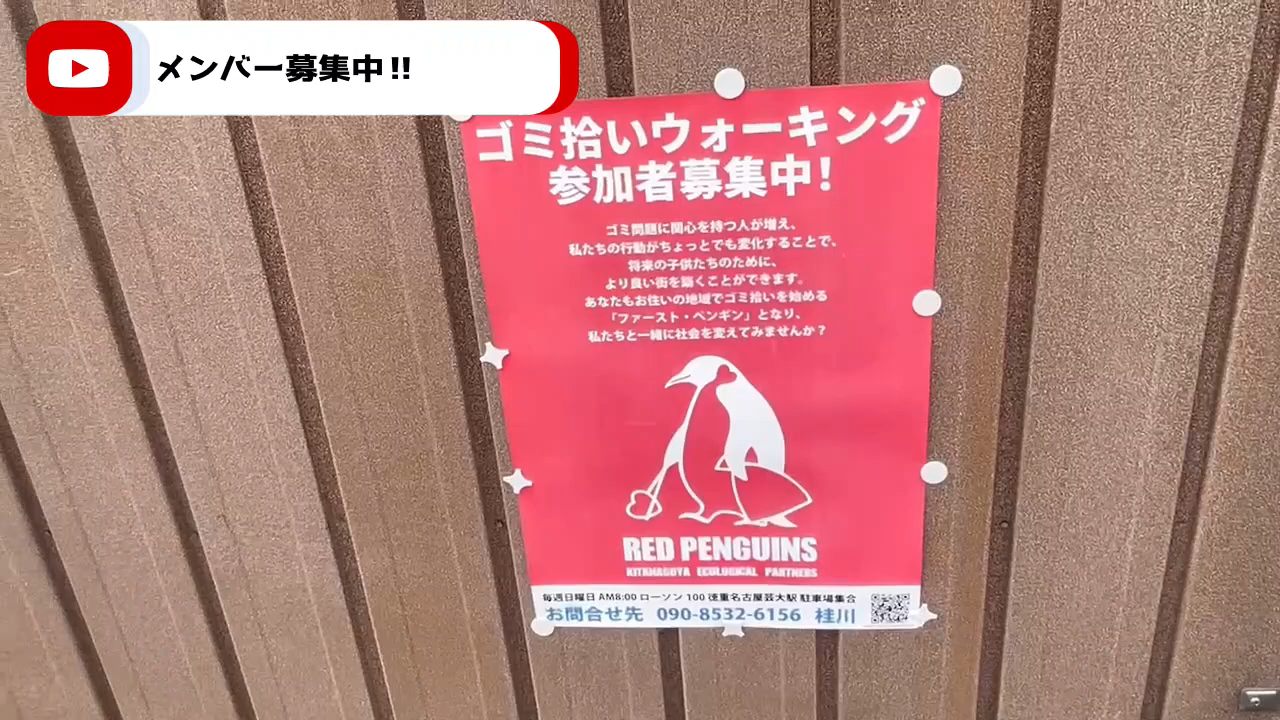 メンバー募集中!!
ゴミ拾いウォーキング
参加者募集中!
ゴミ問題に関心を持つ人が増え、
私たちの行動がちょっとでも変化することで、
将来の子供たちのために、
より良い街を築くことができます。
あなたもお住いの地域でゴミ拾いを始める
「ファースト・ペンギン」となり、
私たちと一緒に社会を変えてみませんか?
RED PENGUINS
KITANAGOYA ECOLOGICAL PARTNERS
毎週日曜日 AM8:00 ローソン 100 徳重名古屋芸大駅 駐車場集合
お問合せ先 090-8532-6156 桂川